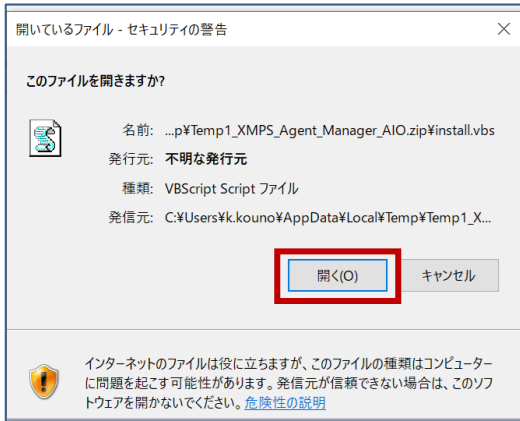 開いているファイル - セキュリティの警告
このファイルを開きますか?
名前: ...p¥Temp1_XMPS_Agent_Manager_AIO.zip¥install.vbs
発行元: 不明な発行元
種類: VBScript Script ファイル
発信元: C:¥Users¥k.kouno¥AppData¥Local¥Temp¥Temp1_X...
開く(O) キャンセル
インターネットのファイルは役に立ちますが、このファイルの種類はコンピューター
に問題を起こす可能性があります。発信元が信頼できない場合は、このソフ
トウェアを開かないでください。危険性の説明